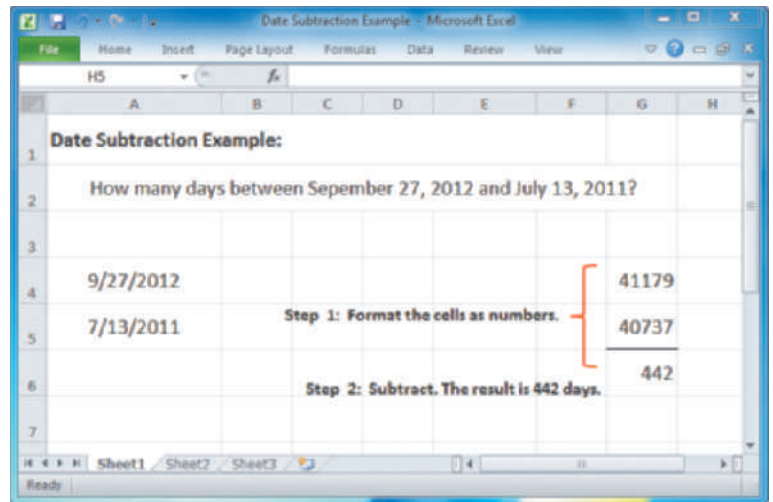 Date Subtraction Example - Microsoft Excel
File Home Insert Page Layout Formulas Data Review View
H5 fx
A B C D E F G H
1 Date Subtraction Example:
2 How many days between Sepember 27, 2012 and July 13, 2011?
3
4 9/27/2012 41179
Step 1: Format the cells as numbers.
5 7/13/2011 40737
6 442
Step 2: Subtract. The result is 442 days.
7
Sheet1 Sheet2 Sheet3
Ready